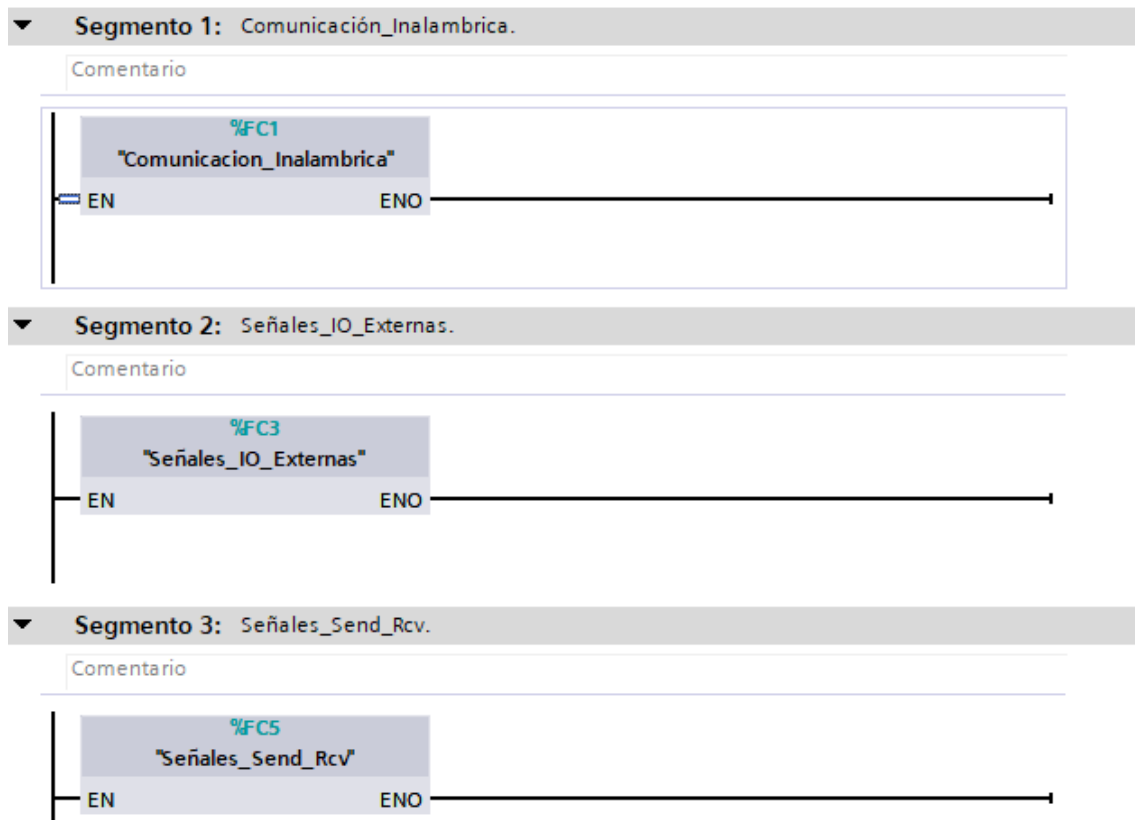 Segmento 1: Comunicación_Inalambrica.
Comentario
%FC1
"Comunicacion_Inalambrica"
EN ENO
Segmento 2: Señales_IO_Externas.
Comentario
%FC3
"Señales_IO_Externas"
EN ENO
Segmento 3: Señales_Send_Rcv.
Comentario
%FC5
"Señales_Send_Rcv"
EN ENO